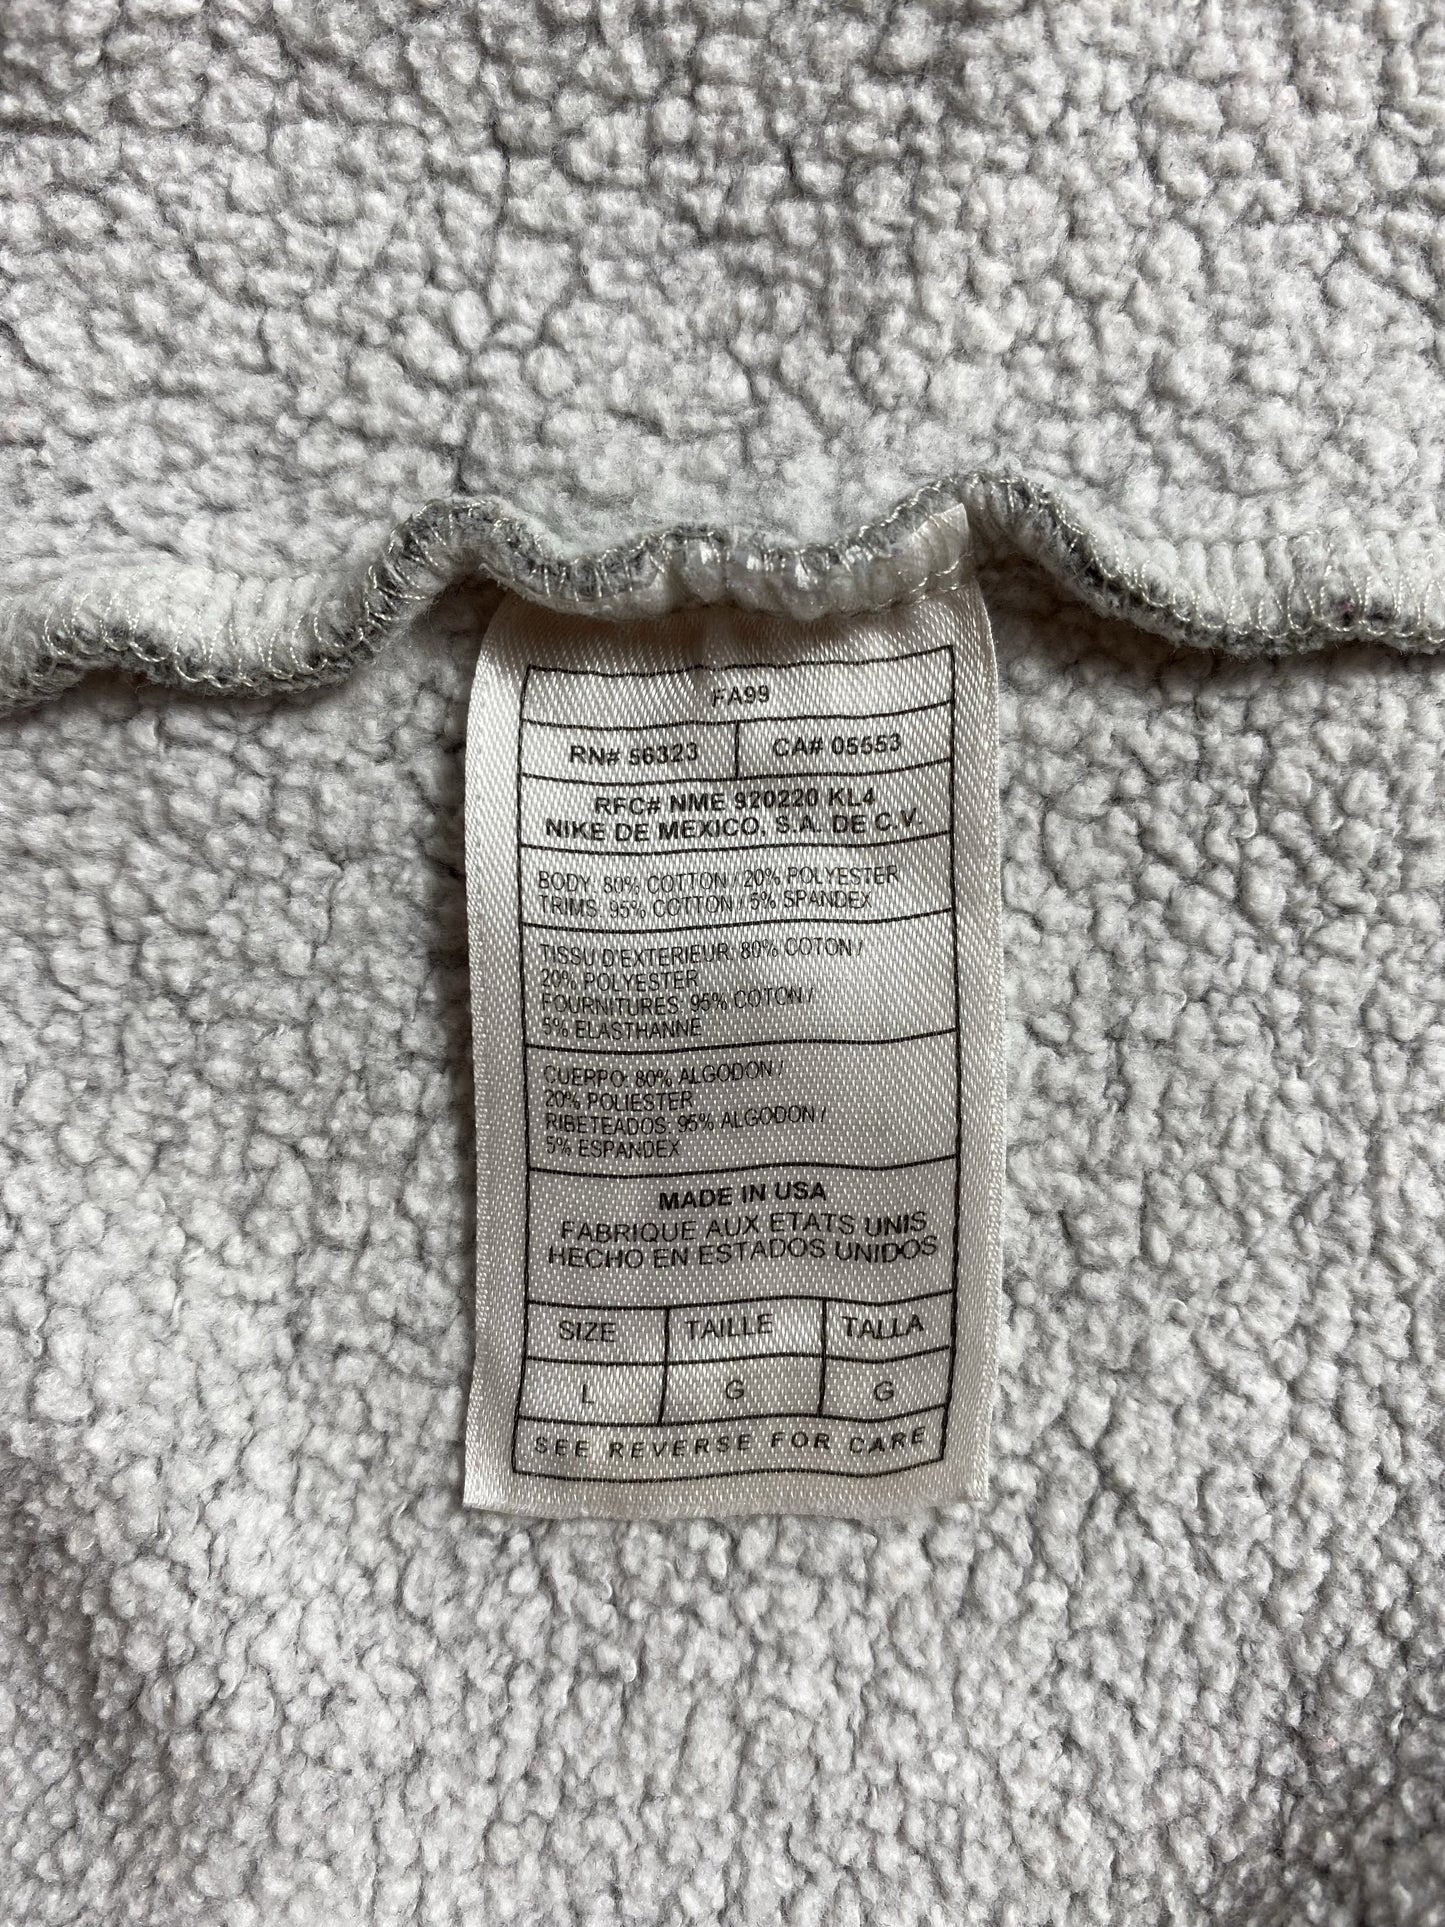 FA99
RN# 56323 CA# 05553
RFC# NME 920220 KL4
NIKE DE MEXICO, S.A. DE C.V.
BODY: 80% COTTON / 20% POLYESTER
TRIMS: 95% COTTON / 5% SPANDEX
TISSU D'EXTERIEUR: 80% COTON /
20% POLYESTER
FOURNITURES: 95% COTON /
5% ELASTHANNE
CUERPO: 80% ALGODON /
20% POLIESTER
RIBETEADOS: 95% ALGODON /
5% ESPANDEX
MADE IN USA
FABRIQUE AUX ETATS UNIS
HECHO EN ESTADOS UNIDOS
SIZE TAILLE TALLA
L G G
SEE REVERSE FOR CARE